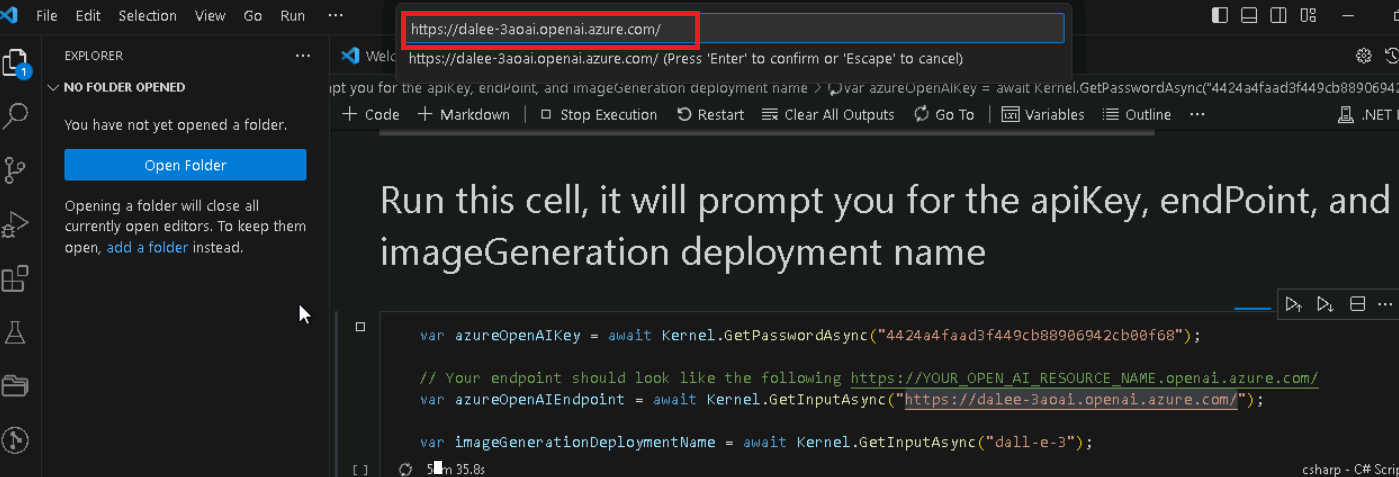 File Edit Selection View Go Run ...
https://dalee-3aoai.openai.azure.com/
https://dalee-3aoai.openai.azure.com/ (Press 'Enter' to confirm or 'Escape' to cancel)
EXPLORER ...
1
NO FOLDER OPENED
You have not yet opened a folder.
Open Folder
Opening a folder will close all
currently open editors. To keep them
open, add a folder instead.
Welc
pt you for the apiKey, endPoint, and imageGeneration deployment name > var azureOpenAIKey = await Kernel.GetPasswordAsync("4424a4faad3f449cb88906942
+ Code + Markdown Stop Execution Restart Clear All Outputs Go To Variables Outline ... .NET
Run this cell, it will prompt you for the apiKey, endPoint, and
imageGeneration deployment name
var azureOpenAIKey = await Kernel.GetPasswordAsync("4424a4faad3f449cb88906942cb00f68");
// Your endpoint should look like the following https://YOUR_OPEN_AI_RESOURCE_NAME.openai.azure.com/
var azureOpenAIEndpoint = await Kernel.GetInputAsync("https://dalee-3aoai.openai.azure.com/");
var imageGenerationDeploymentName = await Kernel.GetInputAsync("dall-e-3");
[ ] 35.8s
csharp - C# Scrip